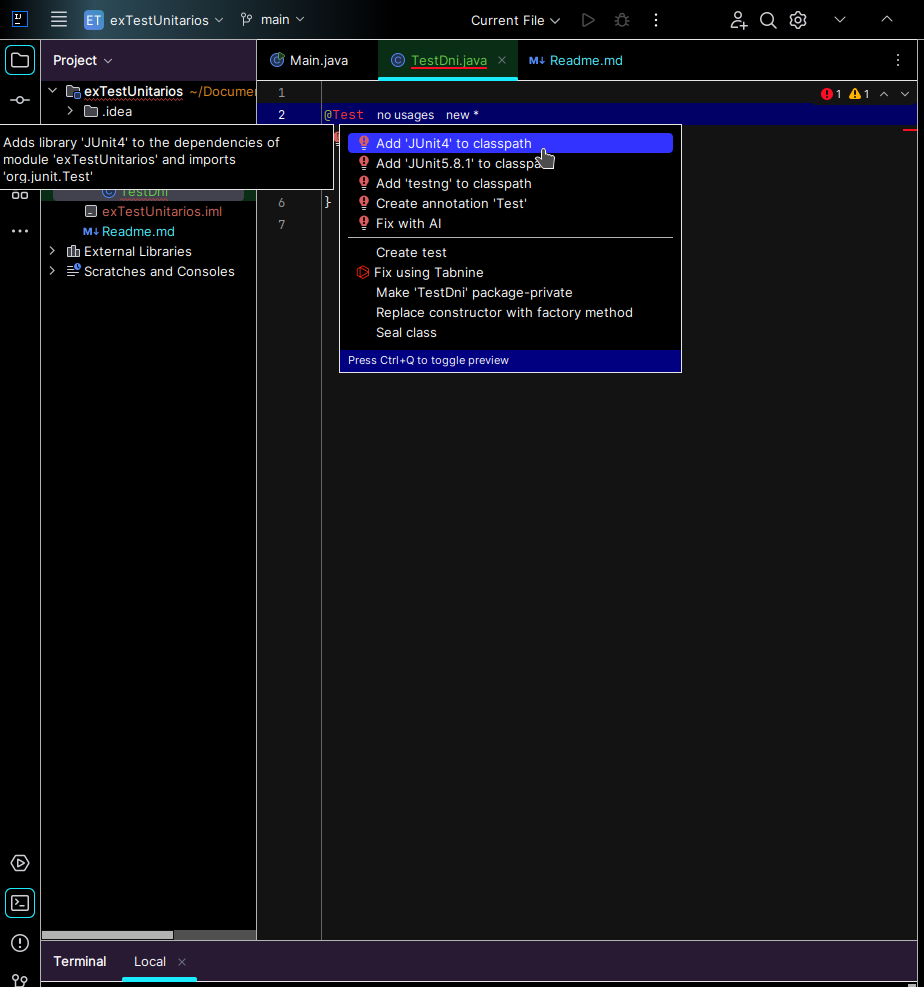 ET exTestUnitarios main Current File
Project
Main.java TestDni.java Readme.md
exTestUnitarios ~/Documen
.idea
1
2 @Test no usages new *
1 1
Adds library 'JUnit4' to the dependencies of
module 'exTestUnitarios' and imports
'org.junit.Test'
TestDni
exTestUnitarios.iml
Readme.md
External Libraries
Scratches and Consoles
6 }
7
Add 'JUnit4' to classpath
Add 'JUnit5.8.1' to classpa
Add 'testng' to classpath
Create annotation 'Test'
Fix with AI
Create test
Fix using Tabnine
Make 'TestDni' package-private
Replace constructor with factory method
Seal class
Press Ctrl+Q to toggle preview
Terminal Local